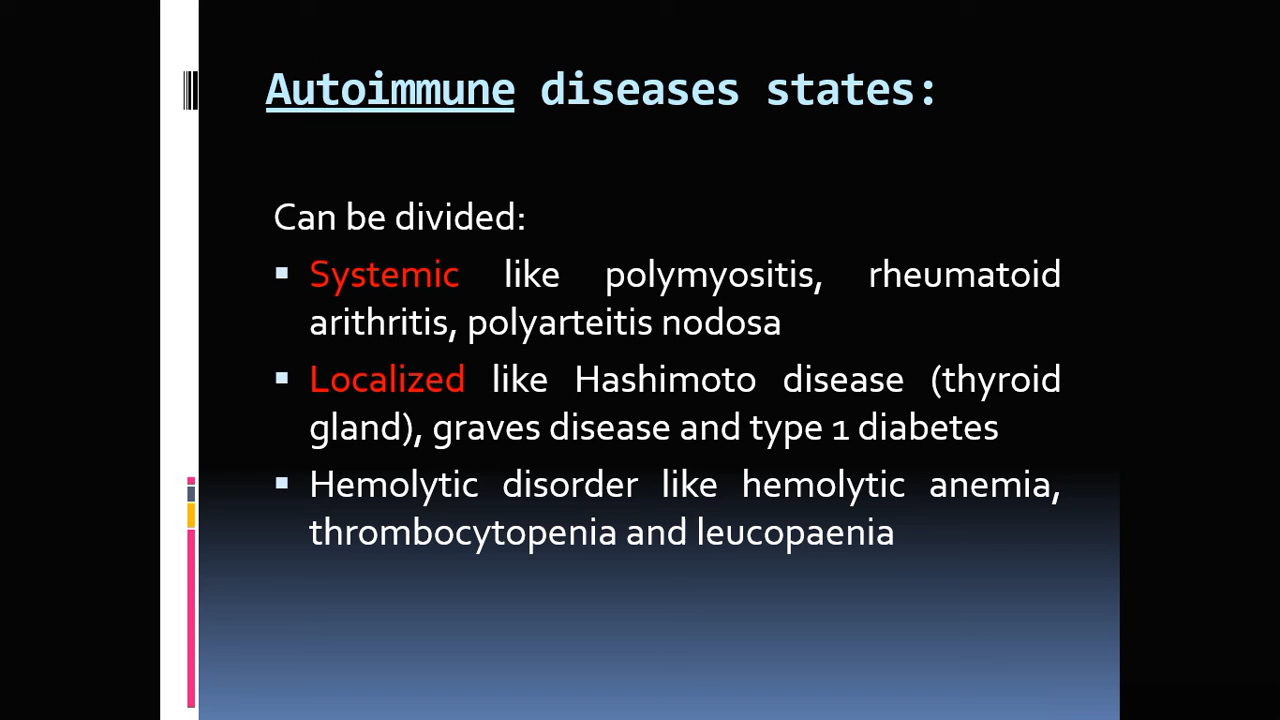 Autoimmune diseases states:
Can be divided:
Systemic like polymyositis, rheumatoid
arithritis, polyarteitis nodosa
Localized like Hashimoto disease (thyroid
gland), graves disease and type 1 diabetes
Hemolytic disorder like hemolytic anemia,
thrombocytopenia and leucopaenia